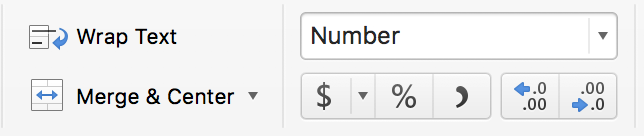 Wrap Text
Number
Merge & Center
$ % , .0 .00 .00 .0